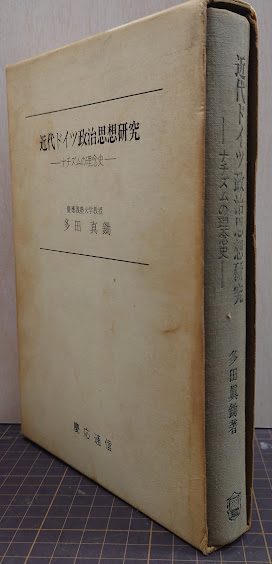 近代ドイツ政治思想研究
―ナチズムの理念史―
慶應義塾大学教授
多田真鋤
慶応通信
近代ドイツ政治思想研究
―ナチズムの理念史―
多田眞鋤著